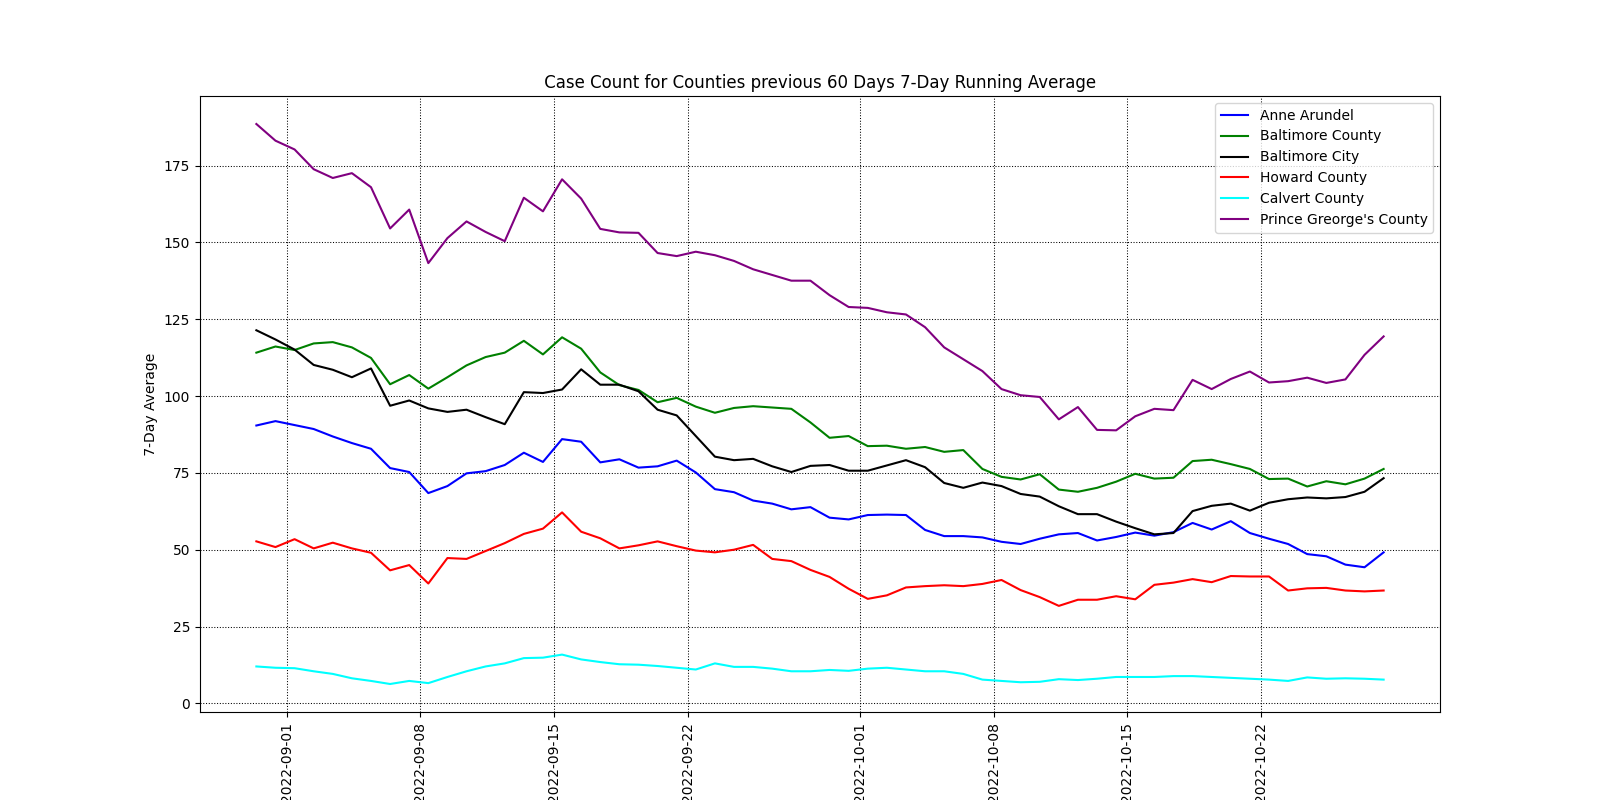 Case Count for Counties previous 60 Days 7-Day Running Average
Anne Arundel
Baltimore County
Baltimore City
Howard County
Calvert County
Prince Greorge's County
7-Day Average
175
150
125
100
75
50
25
0
2022-09-01
2022-09-08
2022-09-15
2022-09-22
2022-10-01
2022-10-08
2022-10-15
2022-10-22